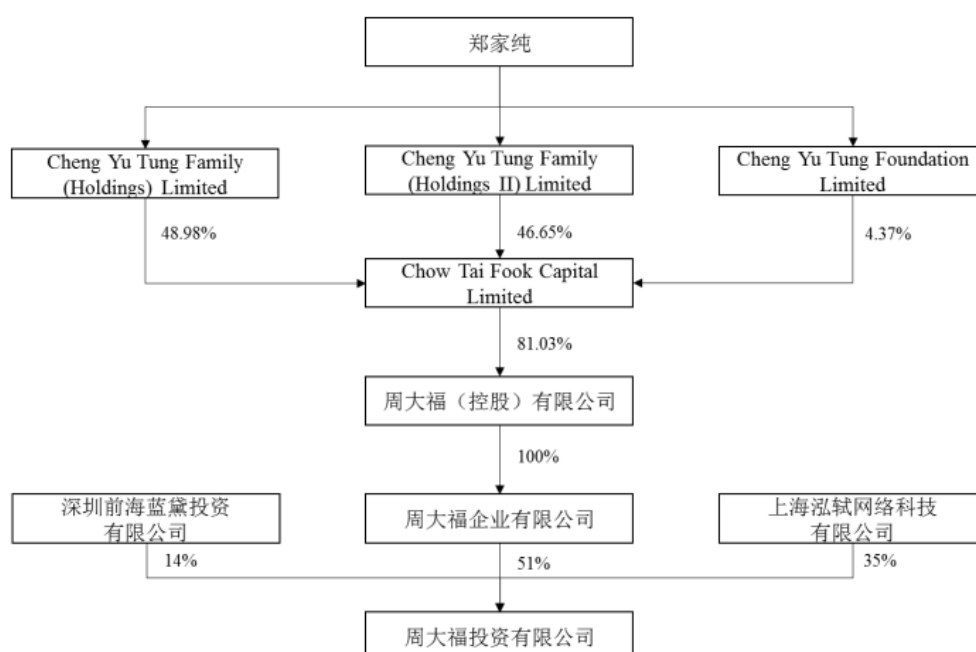 郑家纯
Cheng Yu Tung Family
(Holdings) Limited
Cheng Yu Tung Family
(Holdings II) Limited
Cheng Yu Tung Foundation
Limited
48.98%
46.65%
4.37%
Chow Tai Fook Capital
Limited
81.03%
周大福（控股）有限公司
100%
深圳前海蓝黛投资
有限公司
周大福企业有限公司
上海泓轼网络科技
有限公司
14%
51%
35%
周大福投资有限公司